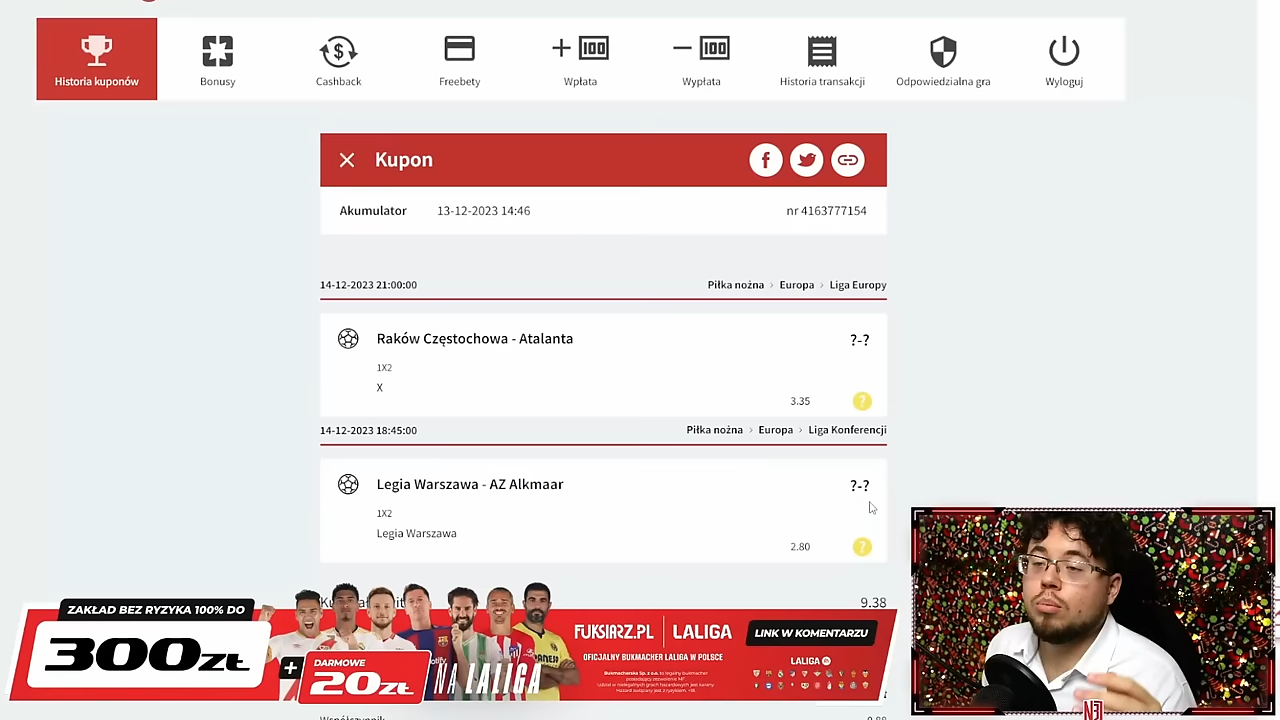 Historia kuponów
Bonusy
Cashback
Freebety
Wpłata
Wypłata
Historia transakcji
Odpowiedzialna gra
Wyloguj
Kupon
Akumulator 13-12-2023 14:46 nr 4163777154
14-12-2023 21:00:00 Piłka nożna › Europa › Liga Europy
Raków Częstochowa - Atalanta ?-?
1X2
X
3.35 ?
14-12-2023 18:45:00 Piłka nożna › Europa › Liga Konferencji
Legia Warszawa - AZ Alkmaar ?-?
1X2
Legia Warszawa
2.80 ?
9.38
ZAKŁAD BEZ RYZYKA 100% DO
300zł
+
DARMOWE
20zł
NA LALIGA
FUKSIARZ.PL | LALIGA
OFICJALNY BUKMACHER LALIGA W POLSCE
LINK W KOMENTARZU
LALIGA
Współczynnik 0.88